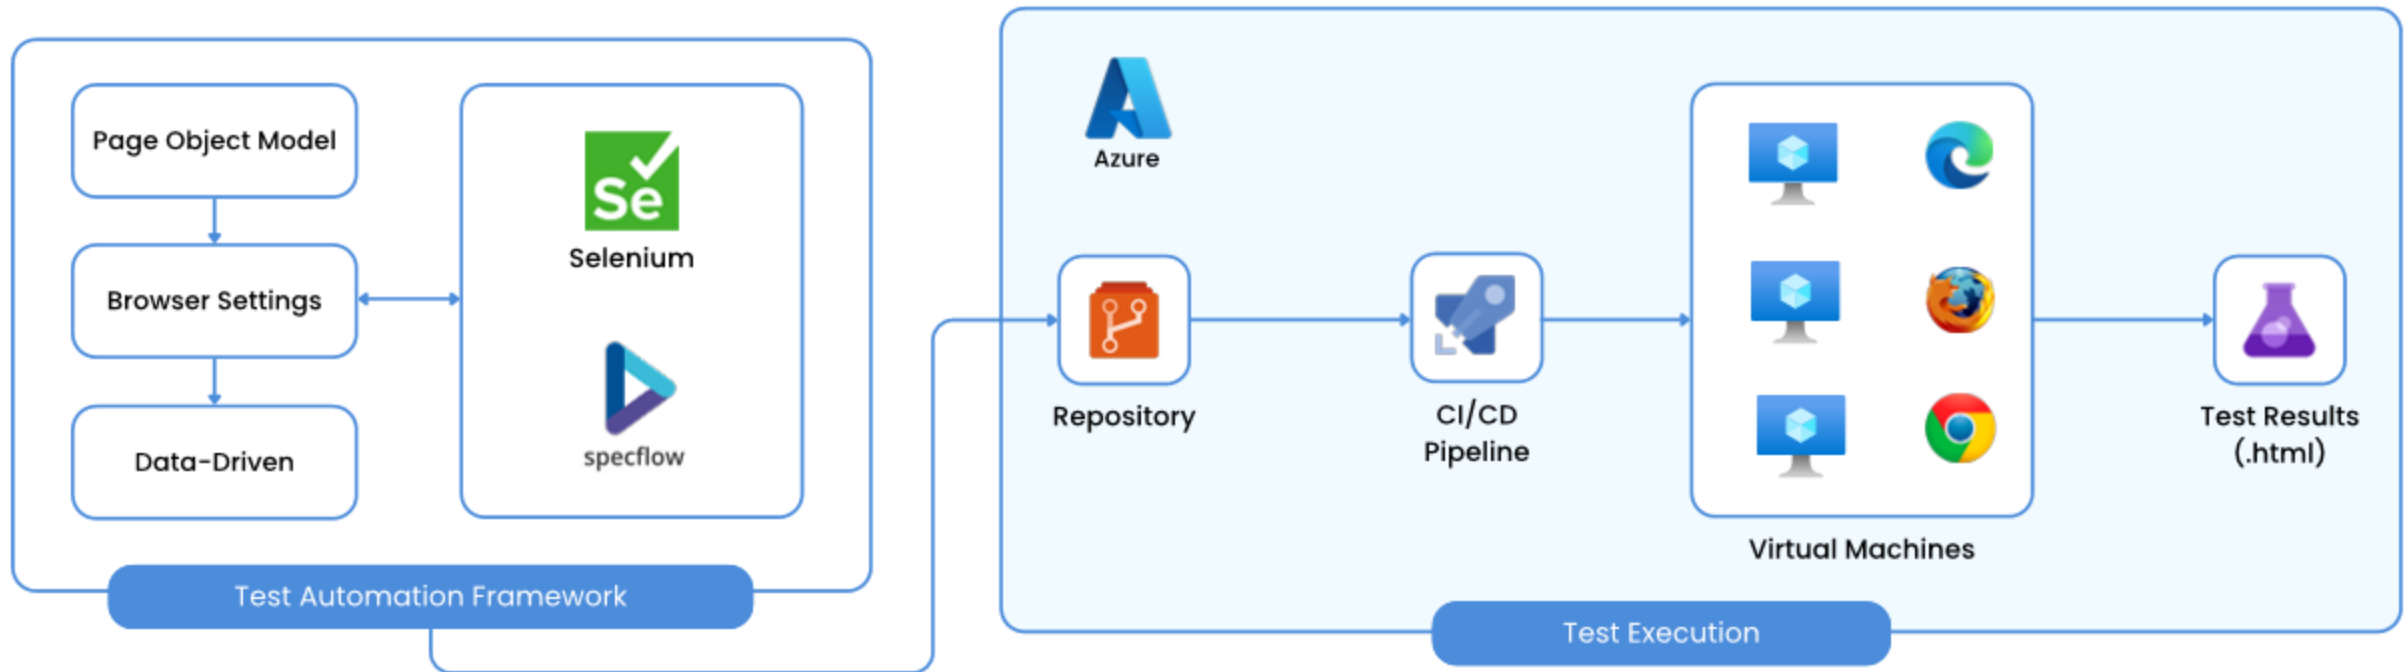 Page Object Model
Browser Settings
Data-Driven
Se
Selenium
specflow
Test Automation Framework
Azure
Repository
CI/CD
Pipeline
Virtual Machines
Test Results
(.html)
Test Execution